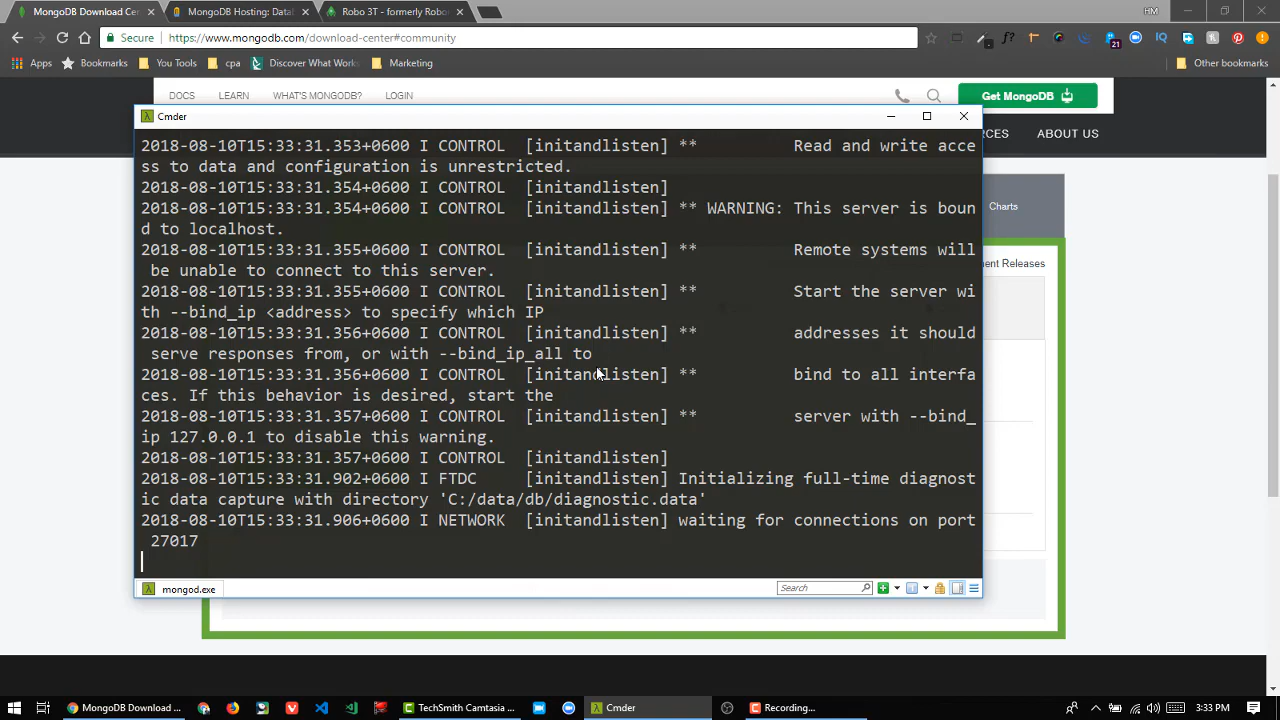 MongoDB Download Cen
MongoDB Hosting: Datal
Robo 3T - formerly Robo
HM
Secure
https://www.mongodb.com/download-center#community
f?
IQ
21
Apps
Bookmarks
You Tools
cpa
Discover What Works
Marketing
Other bookmarks
DOCS
LEARN
WHAT'S MONGODB?
LOGIN
Get MongoDB
RCES
ABOUT US
Charts
ent Releases
Cmder
2018-08-10T15:33:31.353+0600 I CONTROL [initandlisten] ** Read and write acce
ss to data and configuration is unrestricted.
2018-08-10T15:33:31.354+0600 I CONTROL [initandlisten]
2018-08-10T15:33:31.354+0600 I CONTROL [initandlisten] ** WARNING: This server is boun
d to localhost.
2018-08-10T15:33:31.355+0600 I CONTROL [initandlisten] ** Remote systems will
be unable to connect to this server.
2018-08-10T15:33:31.355+0600 I CONTROL [initandlisten] ** Start the server wi
th --bind_ip <address> to specify which IP
2018-08-10T15:33:31.356+0600 I CONTROL [initandlisten] ** addresses it should
serve responses from, or with --bind_ip_all to
2018-08-10T15:33:31.356+0600 I CONTROL [initandlisten] ** bind to all interfa
ces. If this behavior is desired, start the
2018-08-10T15:33:31.357+0600 I CONTROL [initandlisten] ** server with --bind_
ip 127.0.0.1 to disable this warning.
2018-08-10T15:33:31.357+0600 I CONTROL [initandlisten]
2018-08-10T15:33:31.902+0600 I FTDC [initandlisten] Initializing full-time diagnost
ic data capture with directory 'C:/data/db/diagnostic.data'
2018-08-10T15:33:31.906+0600 I NETWORK [initandlisten] waiting for connections on port
27017
mongod.exe
Search
MongoDB Download ...
TechSmith Camtasia ...
Cmder
Recording...
3:33 PM